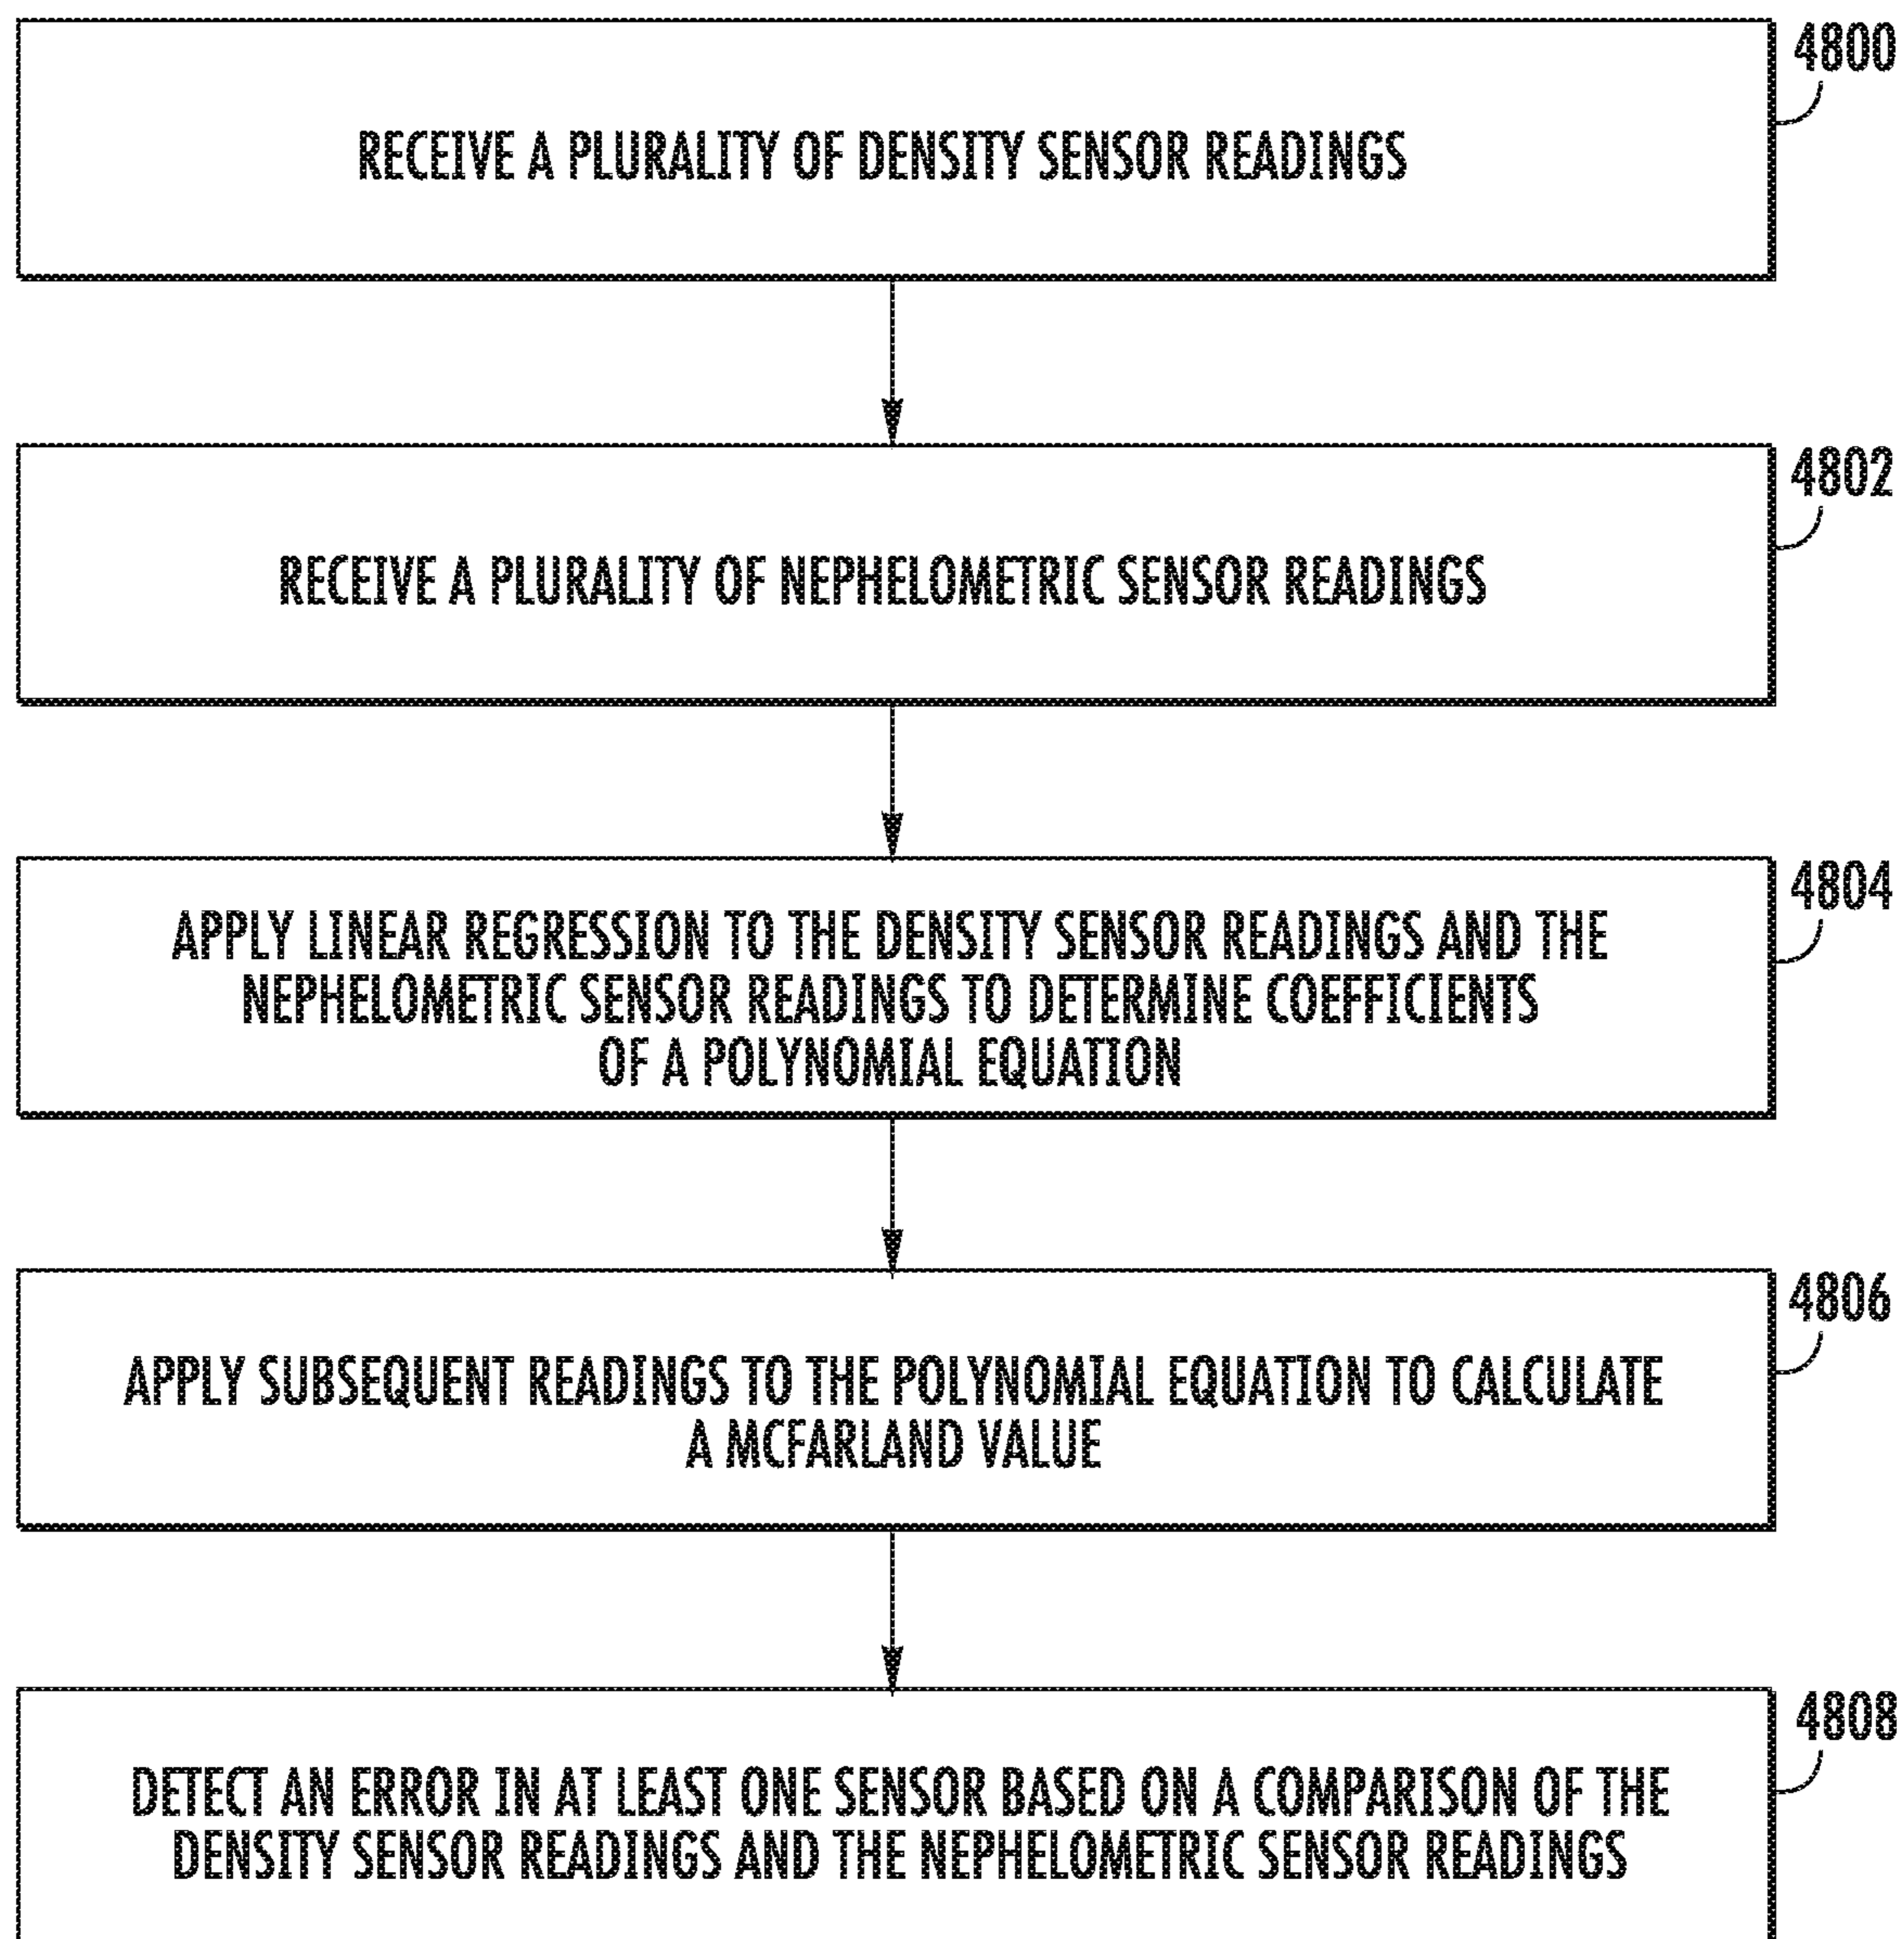 4800
RECEIVE A PLURALITY OF DENSITY SENSOR READINGS
4802
RECEIVE A PLURALITY OF NEPHELOMETRIC SENSOR READINGS
4804
APPLY LINEAR REGRESSION TO THE DENSITY SENSOR READINGS AND THE
NEPHELOMETRIC SENSOR READINGS TO DETERMINE COEFFICIENTS
OF A POLYNOMIAL EQUATION
4806
APPLY SUBSEQUENT READINGS TO THE POLYNOMIAL EQUATION TO CALCULATE
A MCFARLAND VALUE
4808
DETECT AN ERROR IN AT LEAST ONE SENSOR BASED ON A COMPARISON OF THE
DENSITY SENSOR READINGS AND THE NEPHELOMETRIC SENSOR READINGS